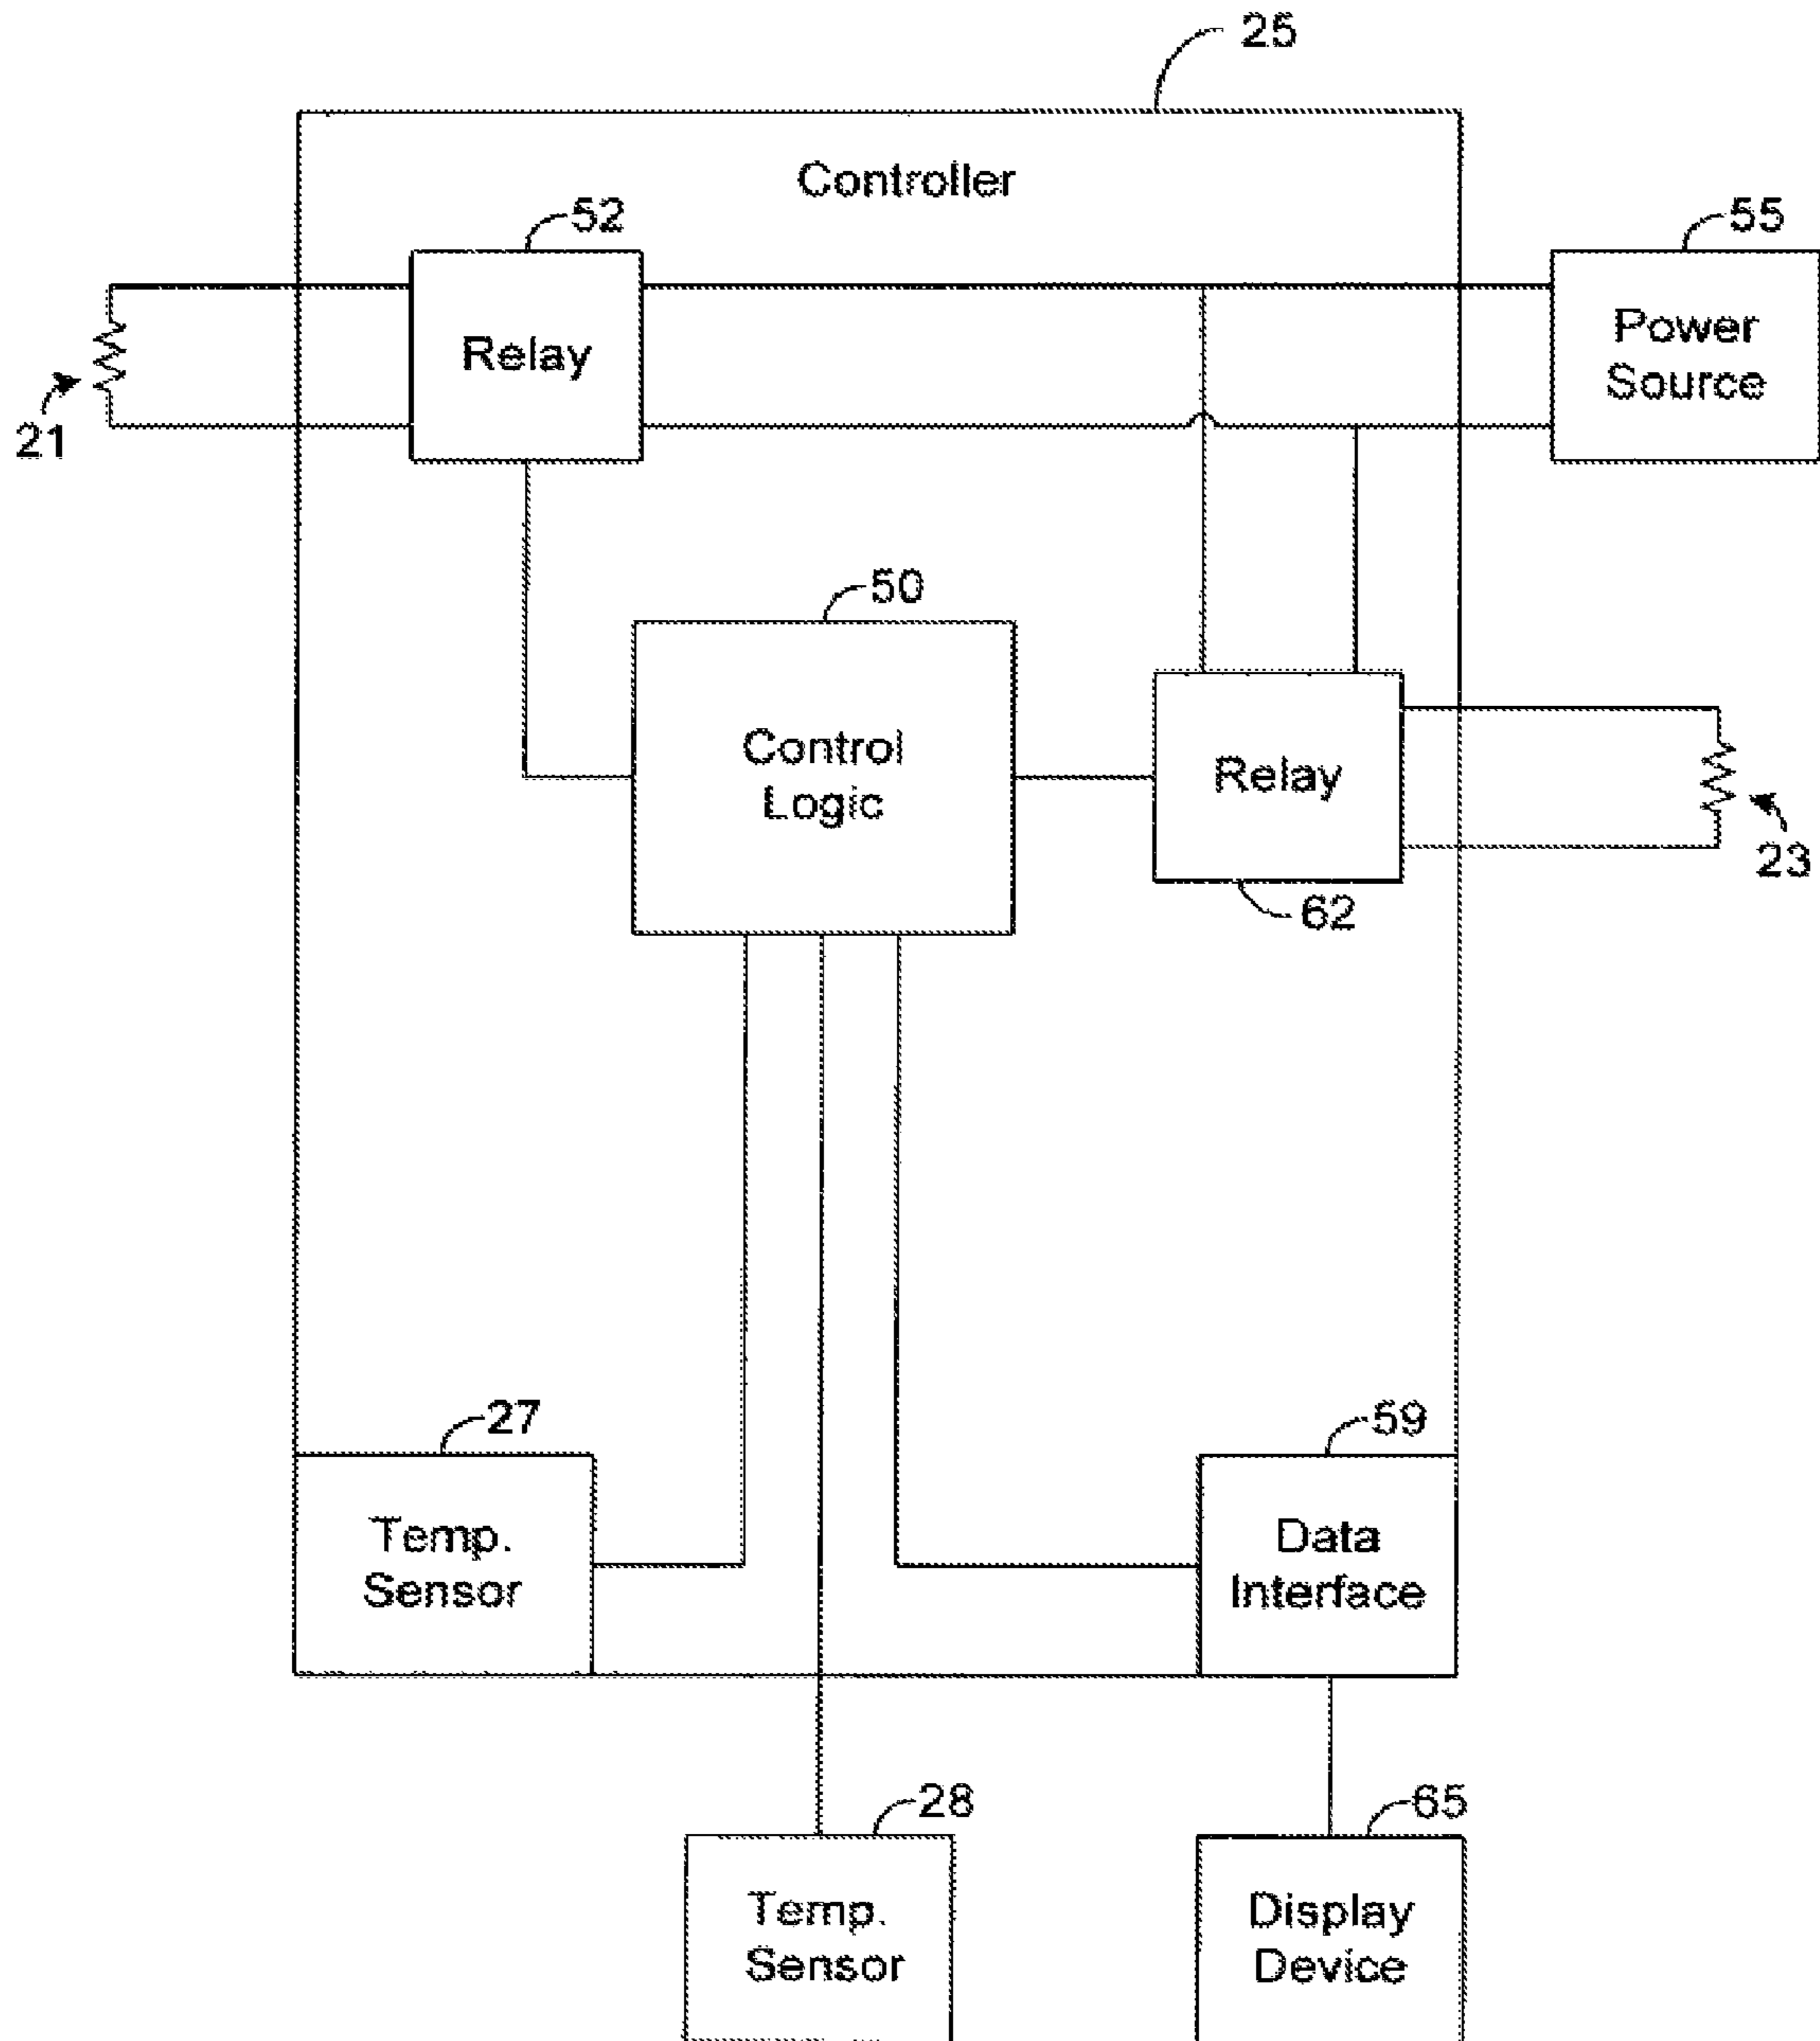 25
Controller
52
55
Relay
Power
Source
21
50
Control
Logic
Relay
23
62
27
59
Temp.
Sensor
Data
Interface
28
65
Temp.
Sensor
Display
Device